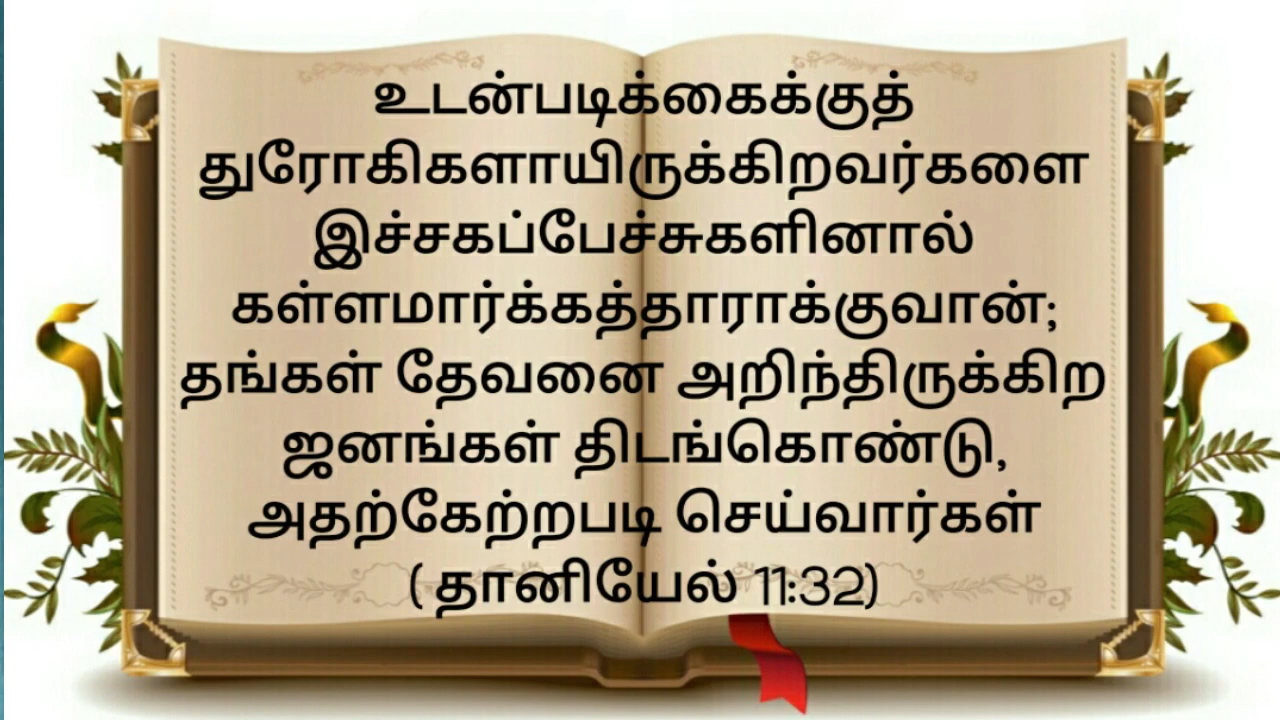 உடன்படிக்கைக்குத்
துரோகிகளாயிருக்கிறவர்களை
இச்சகப்பேச்சுகளினால்
கள்ளமார்க்கத்தாராக்குவான்;
தங்கள் தேவனை அறிந்திருக்கிற
ஜனங்கள் திடங்கொண்டு,
அதற்கேற்றபடி செய்வார்கள்
( தானியேல் 11:32)